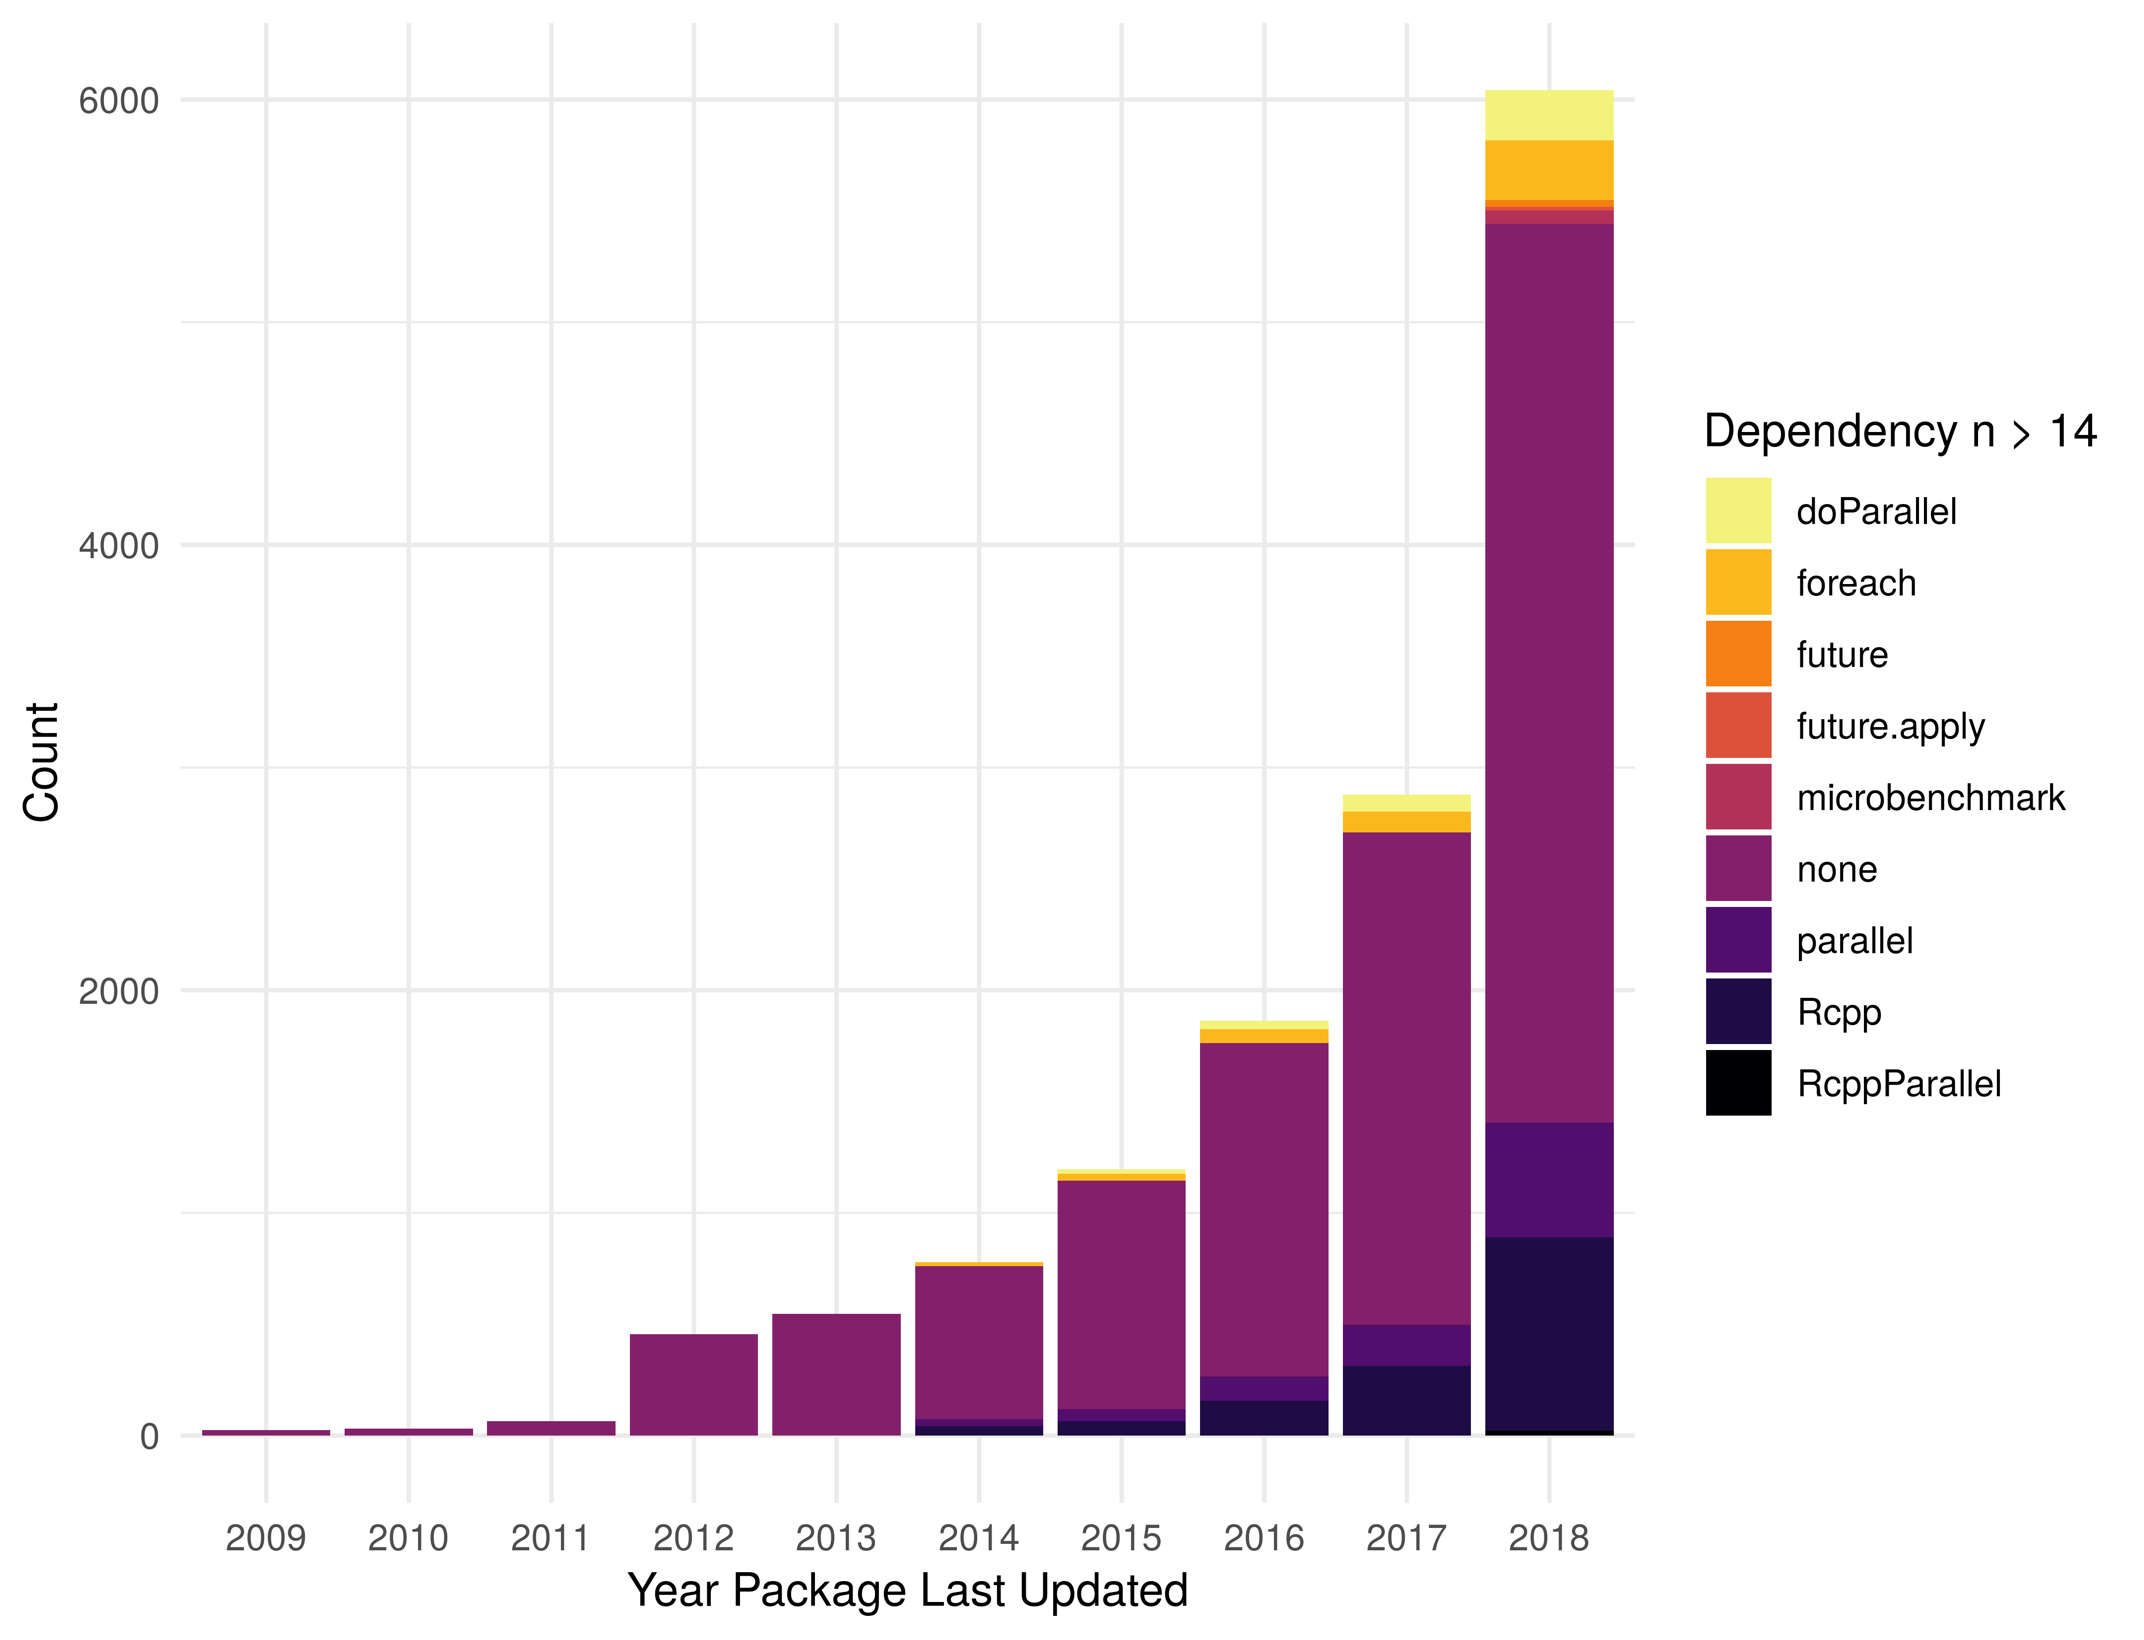 6000
4000
2000
0
Count
2009 2010 2011 2012 2013 2014 2015 2016 2017 2018
Year Package Last Updated
Dependency n > 14
doParallel
foreach
future
future.apply
microbenchmark
none
parallel
Rcpp
RcppParallel